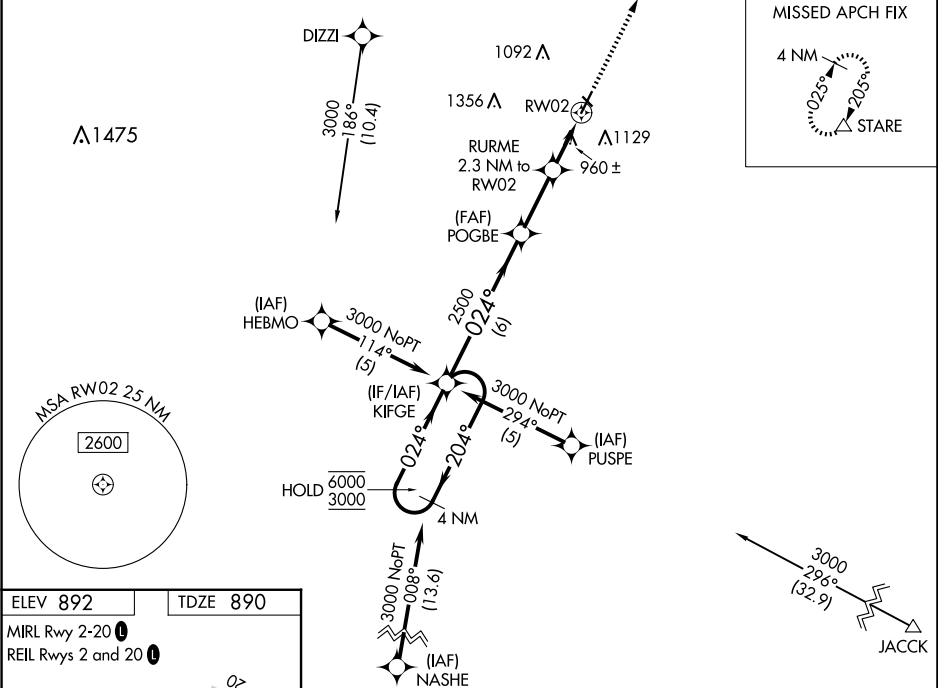 MISSED APCH FIX
4 NM
025°
205°
STARE
DIZZI
3000
186°
(10.4)
1092
1356
RW02
1475
1129
RURME
2.3 NM to
RW02
960 ±
(FAF)
POGBE
2500
024°
(6)
(IAF)
HEBMO
3000 NoPT
114°
(5)
(IF/IAF)
KIFGE
3000 NoPT
294°
(5)
(IAF)
PUSPE
024°
204°
HOLD 6000
3000
4 NM
MSA RW02 25 NM
2600
3000 NoPT
008°
(13.6)
(IAF)
NASHE
3000
296°
(32.9)
JACCK
ELEV 892
TDZE 890
MIRL Rwy 2-20 L
REIL Rwys 2 and 20 L